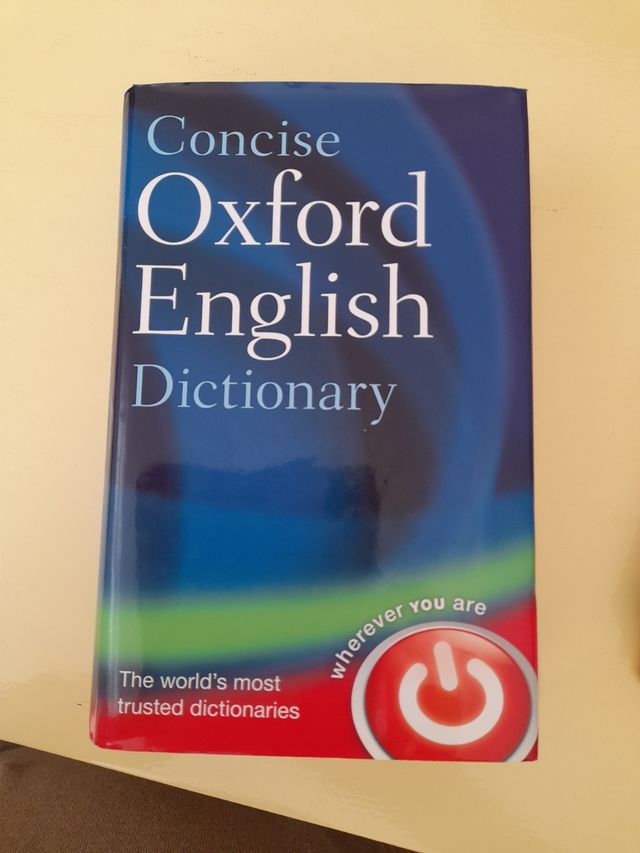 Concise
Oxford
English
Dictionary
wherever YOU are
The world's most
trusted dictionaries